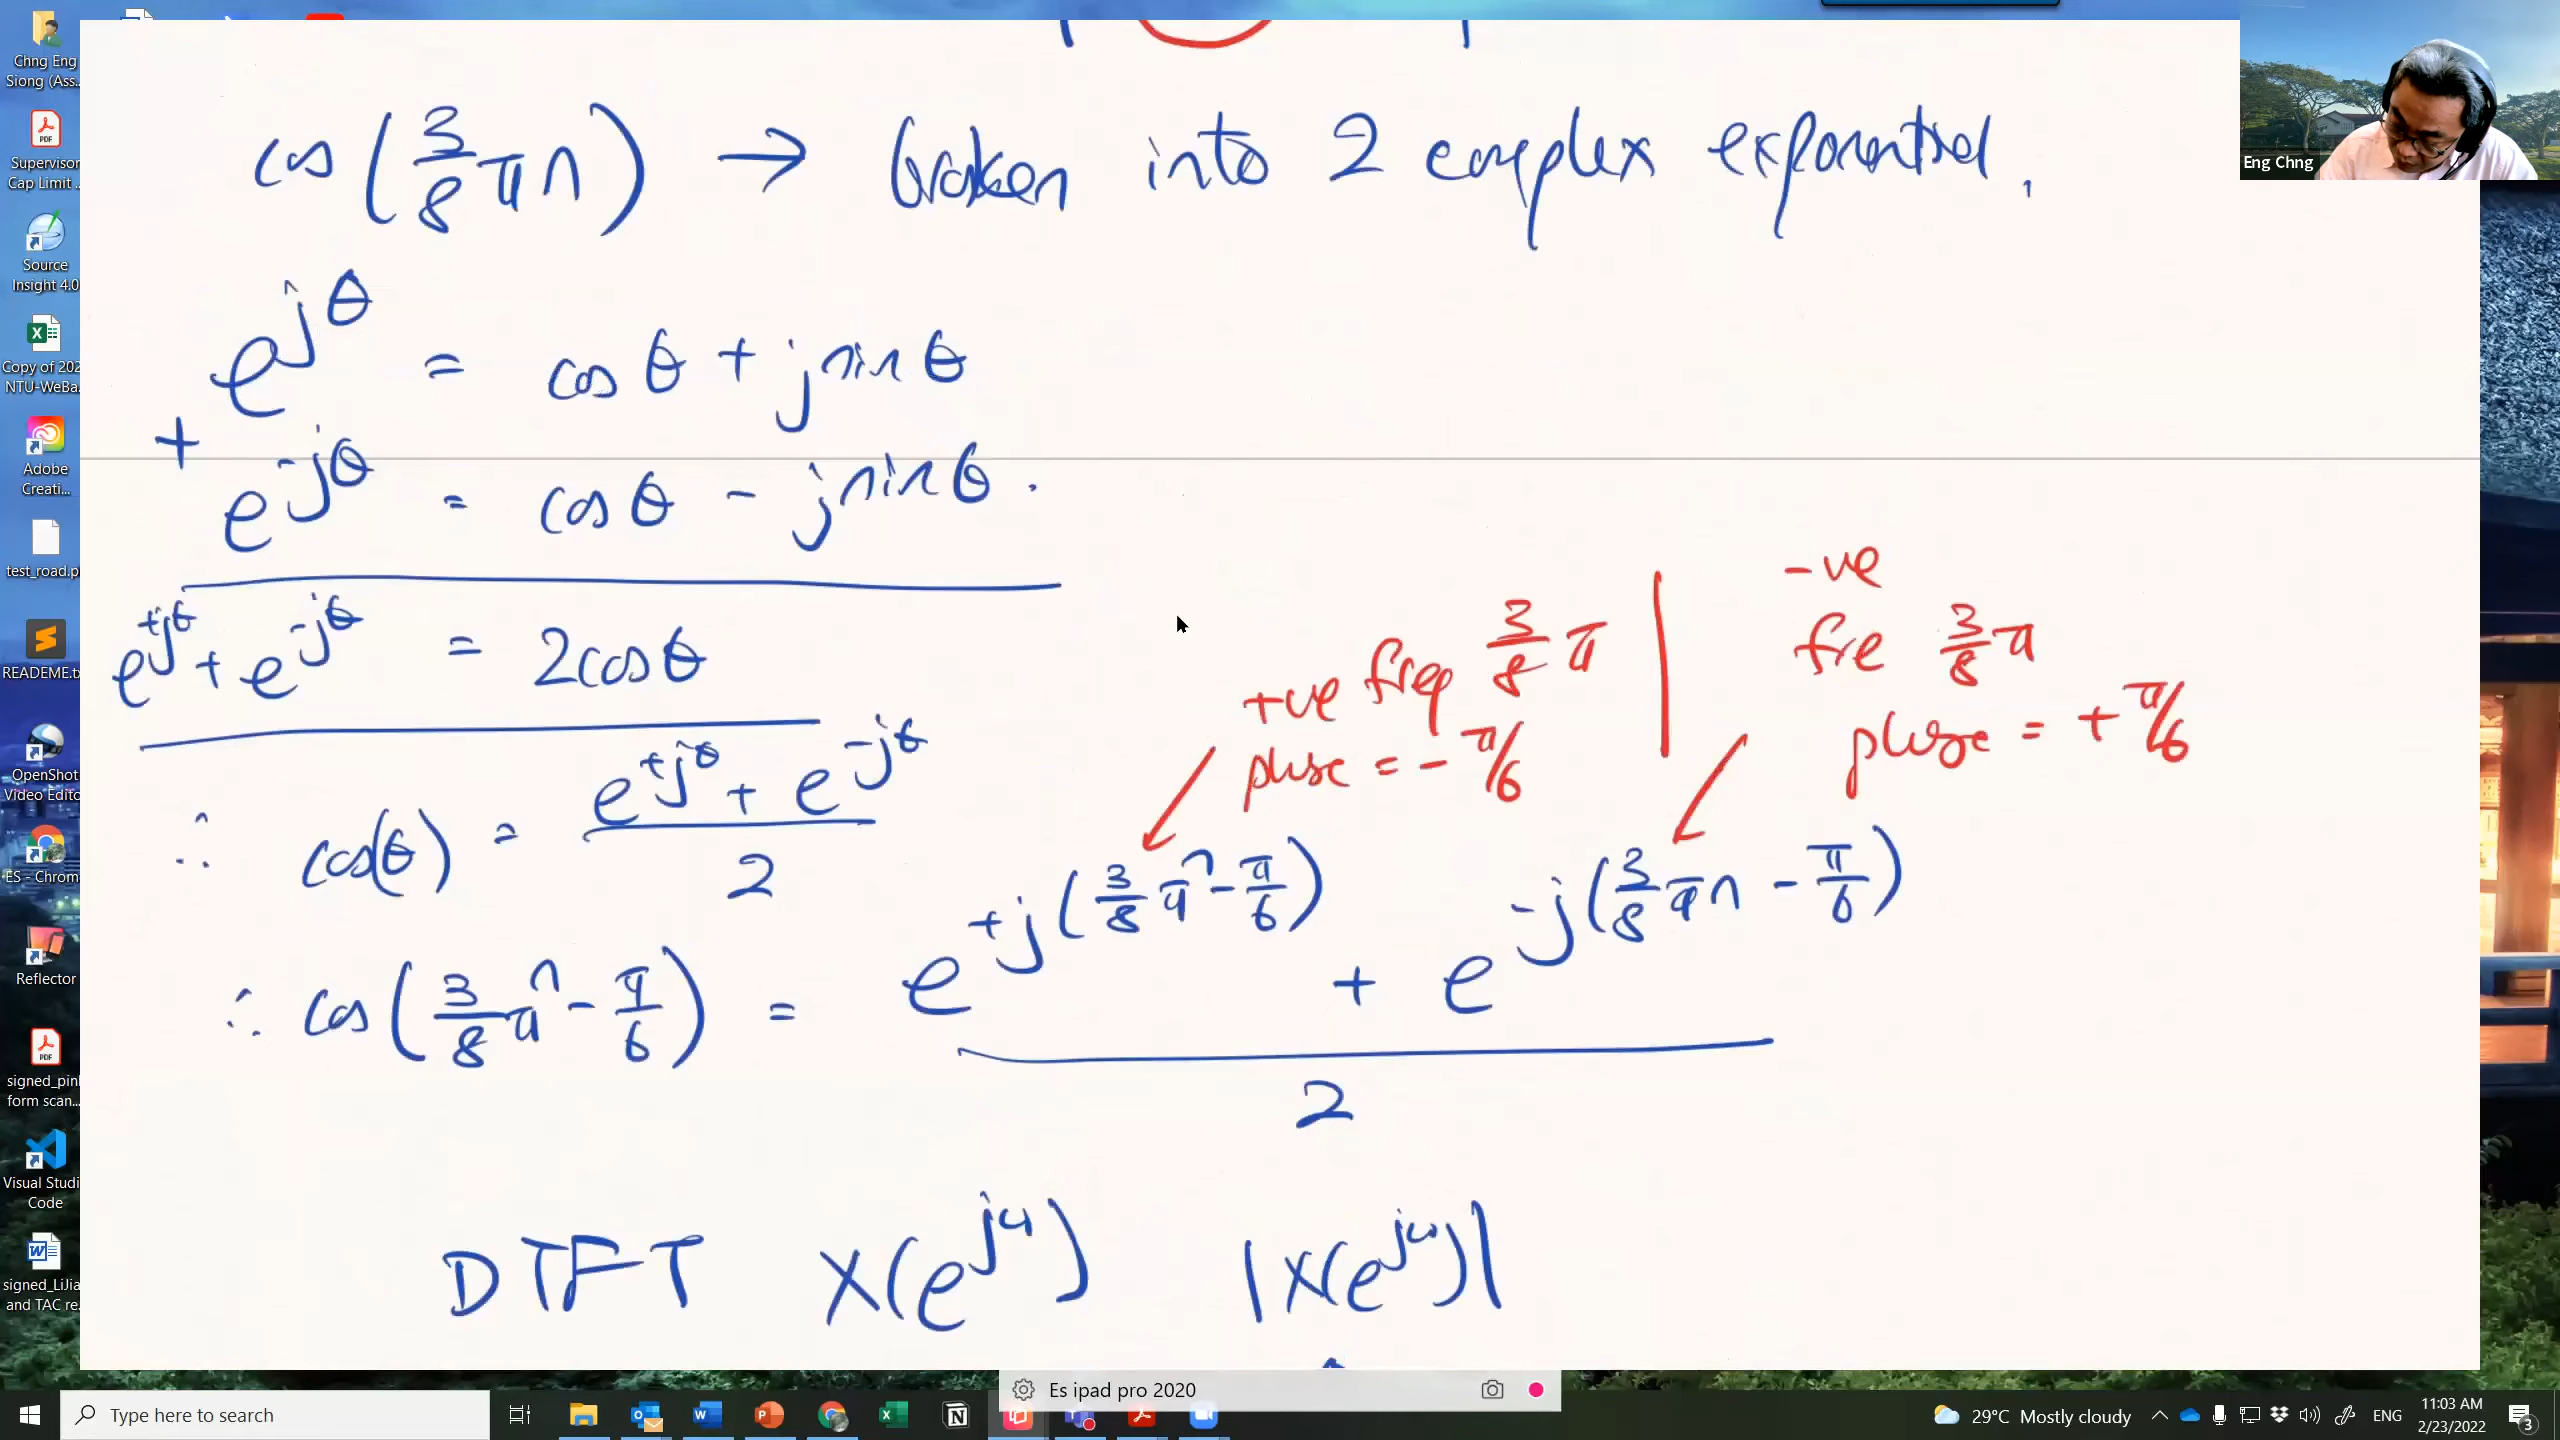 Chng Eng
Siong (Ass...
Supervisor
Cap Limit ...
Source
Insight 4.0
Copy of 202
NTU-WeBa...
Adobe
Creati...
test_road.p
README.t
OpenShot
Video Edito
ES - Chrom
Reflector
signed_pinl
form scan...
Visual Studi
Code
signed_LiJia
and TAC re...
Eng Chng
cos(3/8 πn) → broken into 2 complex exponential.
e^jθ = cos θ + j sin θ
+
e^-jθ = cos θ - j sin θ.
e^+jθ + e^-jθ = 2cosθ
∴ cos(θ) = (e^+jθ + e^-jθ)/2
+ve freq 3/8 π
phase = - π/6
-ve
fre 3/8 π
phase = + π/6
∴ cos(3/8 πn - π/6) = (e^+j(3/8 πn - π/6) + e^-j(3/8 πn - π/6))/2
DTFT X(e^jω) |X(e^jω)|
Es ipad pro 2020
Type here to search
29°C Mostly cloudy
ENG
11:03 AM
2/23/2022
3